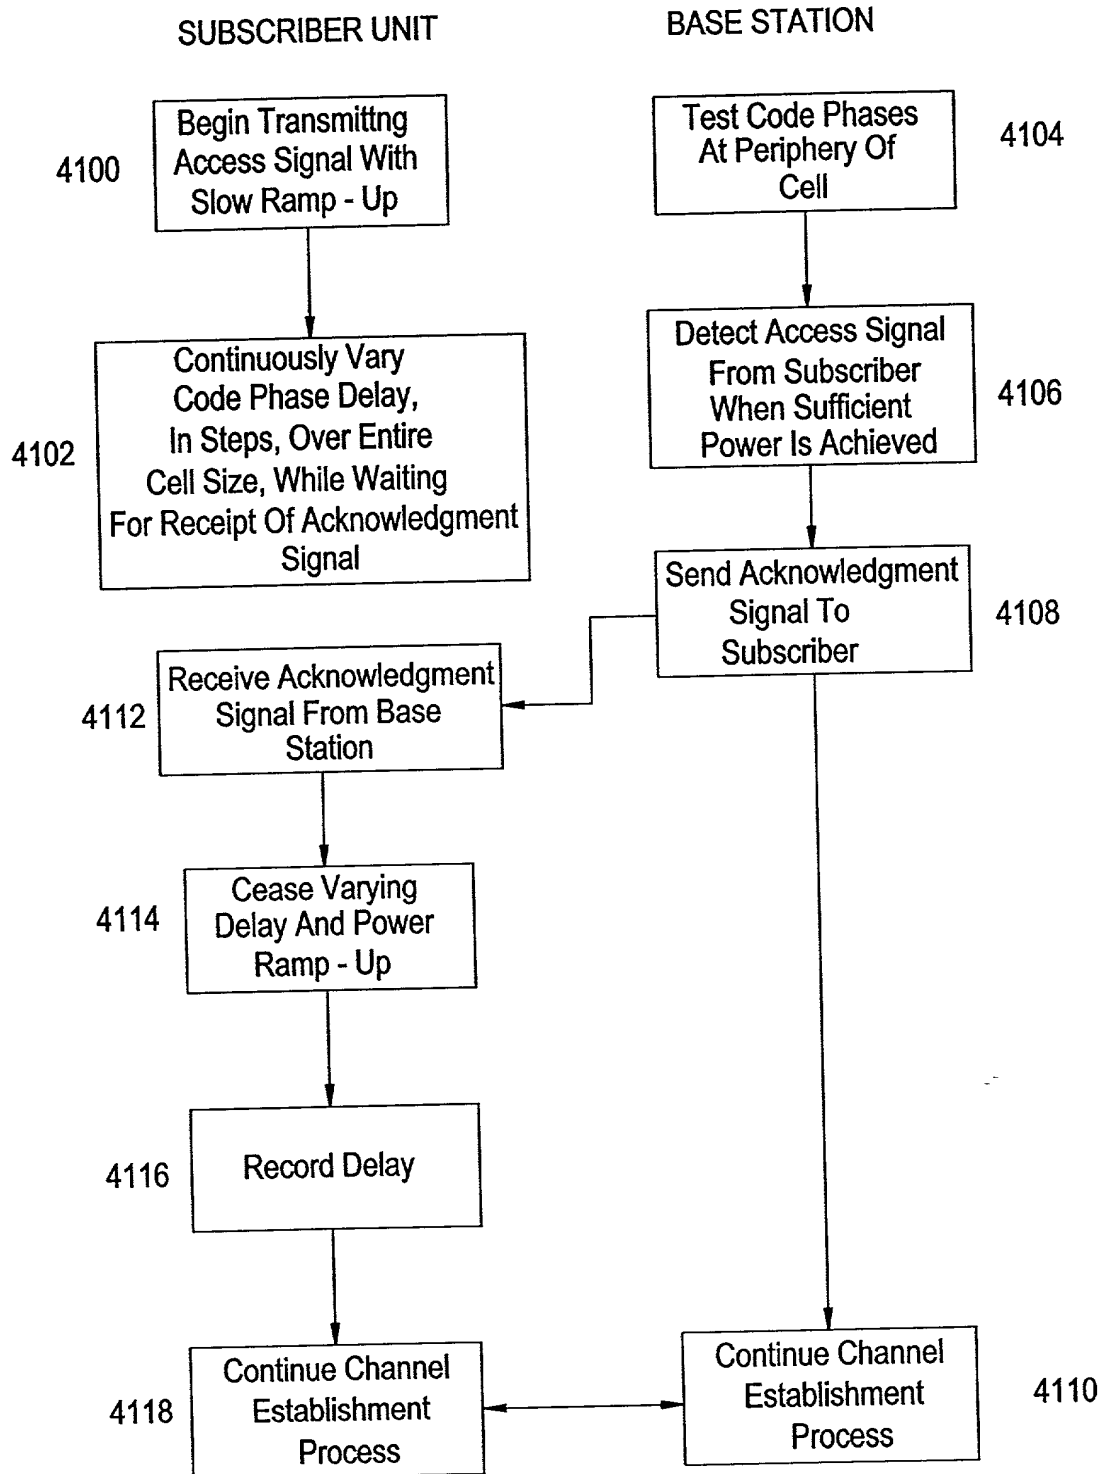 SUBSCRIBER UNIT
BASE STATION
4100
Begin Transmittng
Access Signal With
Slow Ramp - Up
Test Code Phases
At Periphery Of
Cell
4104
4102
Continuously Vary
Code Phase Delay,
In Steps, Over Entire
Cell Size, While Waiting
For Receipt Of Acknowledgment
Signal
Detect Access Signal
From Subscriber
When Sufficient
Power Is Achieved
4106
Send Acknowledgment
Signal To
Subscriber
4108
4112
Receive Acknowledgment
Signal From Base
Station
4114
Cease Varying
Delay And Power
Ramp - Up
4116
Record Delay
4118
Continue Channel
Establishment
Process
Continue Channel
Establishment
Process
4110